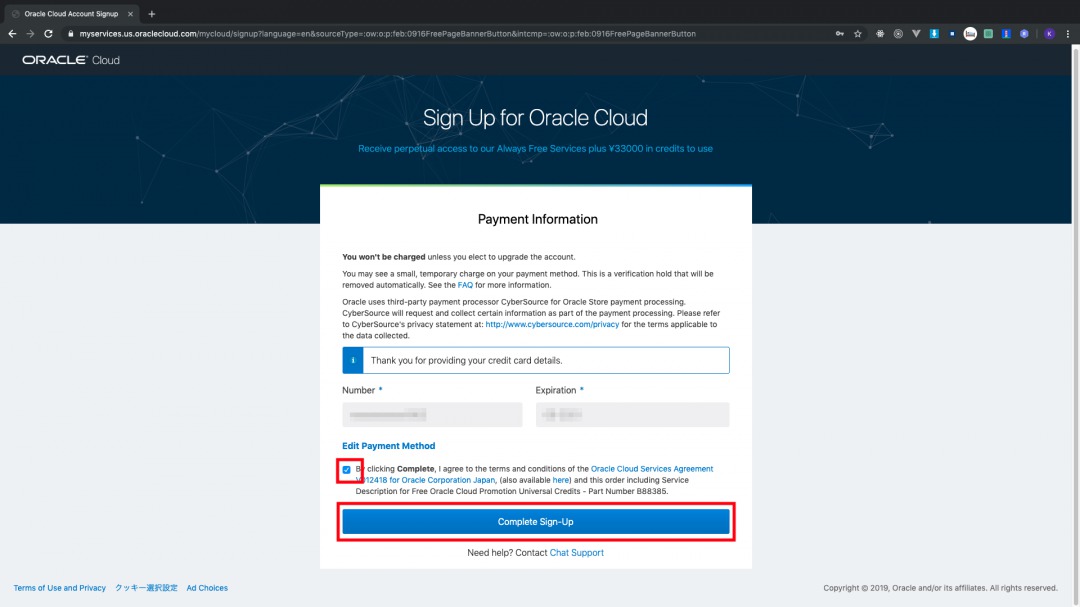 Oracle Cloud Account Signup
myservices.us.oraclecloud.com/mycloud/signup?language=en&sourceType=:ow:o:p:feb:0916FreePageBannerButton&intcmp=:ow:o:p:feb:0916FreePageBannerButton
ORACLE Cloud
Sign Up for Oracle Cloud
Receive perpetual access to our Always Free Services plus ¥33000 in credits to use
Payment Information
You won't be charged unless you elect to upgrade the account.
You may see a small, temporary charge on your payment method. This is a verification hold that will be
removed automatically. See the FAQ for more information.
Oracle uses third-party payment processor CyberSource for Oracle Store payment processing.
CyberSource will request and collect certain information as part of the payment processing. Please refer
to CyberSource's privacy statement at: http://www.cybersource.com/privacy for the terms applicable to
the data collected.
Thank you for providing your credit card details.
Number * Expiration *
Edit Payment Method
By clicking Complete, I agree to the terms and conditions of the Oracle Cloud Services Agreement
V012418 for Oracle Corporation Japan, (also available here) and this order including Service
Description for Free Oracle Cloud Promotion Universal Credits - Part Number B88385.
Complete Sign-Up
Need help? Contact Chat Support
Terms of Use and Privacy クッキー選択設定 Ad Choices Copyright © 2019, Oracle and/or its affiliates. All rights reserved.